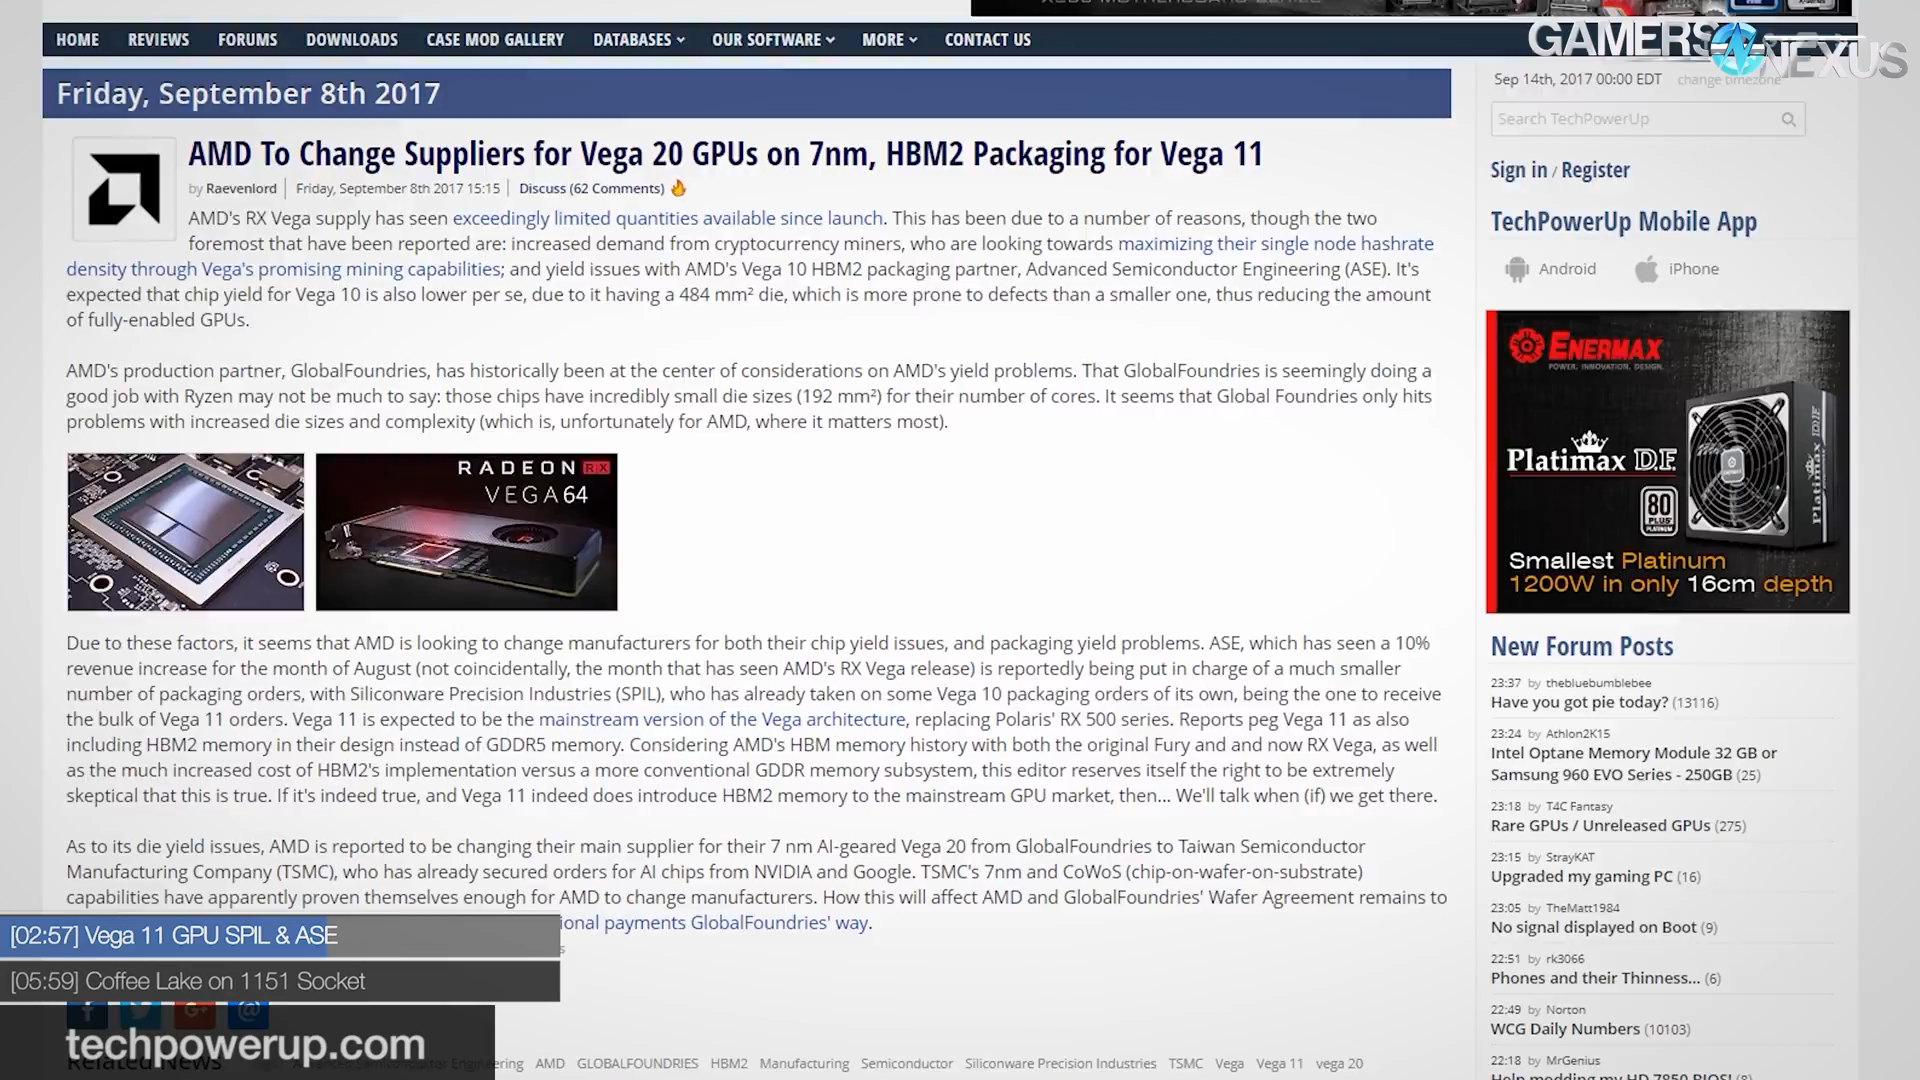 HOME REVIEWS FORUMS DOWNLOADS CASE MOD GALLERY DATABASES OUR SOFTWARE MORE CONTACT US
GAMERS NEXUS
Friday, September 8th 2017
AMD To Change Suppliers for Vega 20 GPUs on 7nm, HBM2 Packaging for Vega 11
by Raevenlord Friday, September 8th 2017 15:15 Discuss (62 Comments)
AMD's RX Vega supply has seen exceedingly limited quantities available since launch. This has been due to a number of reasons, though the two
foremost that have been reported are: increased demand from cryptocurrency miners, who are looking towards maximizing their single node hashrate
density through Vega's promising mining capabilities; and yield issues with AMD's Vega 10 HBM2 packaging partner, Advanced Semiconductor Engineering (ASE). It's
expected that chip yield for Vega 10 is also lower per se, due to it having a 484 mm² die, which is more prone to defects than a smaller one, thus reducing the amount
of fully-enabled GPUs.
AMD's production partner, GlobalFoundries, has historically been at the center of considerations on AMD's yield problems. That GlobalFoundries is seemingly doing a
good job with Ryzen may not be much to say: those chips have incredibly small die sizes (192 mm²) for their number of cores. It seems that Global Foundries only hits
problems with increased die sizes and complexity (which is, unfortunately for AMD, where it matters most).
RADEON RX
VEGA 64
Due to these factors, it seems that AMD is looking to change manufacturers for both their chip yield issues, and packaging yield problems. ASE, which has seen a 10%
revenue increase for the month of August (not coincidentally, the month that has seen AMD's RX Vega release) is reportedly being put in charge of a much smaller
number of packaging orders, with Siliconware Precision Industries (SPIL), who has already taken on some Vega 10 packaging orders of its own, being the one to receive
the bulk of Vega 11 orders. Vega 11 is expected to be the mainstream version of the Vega architecture, replacing Polaris' RX 500 series. Reports peg Vega 11 as also
including HBM2 memory in their design instead of GDDR5 memory. Considering AMD's HBM memory history with both the original Fury and and now RX Vega, as well
as the much increased cost of HBM2's implementation versus a more conventional GDDR memory subsystem, this editor reserves itself the right to be extremely
skeptical that this is true. If it's indeed true, and Vega 11 indeed does introduce HBM2 memory to the mainstream GPU market, then... We'll talk when (if) we get there.
As to its die yield issues, AMD is reported to be changing their main supplier for their 7 nm AI-geared Vega 20 from GlobalFoundries to Taiwan Semiconductor
Manufacturing Company (TSMC), who has already secured orders for AI chips from NVIDIA and Google. TSMC's 7nm and CoWoS (chip-on-wafer-on-substrate)
capabilities have apparently proven themselves enough for AMD to change manufacturers. How this will affect AMD and GlobalFoundries' Wafer Agreement remains to
ional payments GlobalFoundries' way.
[02:57] Vega 11 GPU SPIL & ASE
[05:59] Coffee Lake on 1151 Socket
techpowerup.com
Related News
Engineering AMD GLOBALFOUNDRIES HBM2 Manufacturing Semiconductor Siliconware Precision Industries TSMC Vega Vega 11 vega 20
Sep 14th, 2017 00:00 EDT change timezone
Search TechPowerUp
Sign in / Register
TechPowerUp Mobile App
Android iPhone
ENERMAX
POWER. INNOVATION. DESIGN.
Platimax D.F.
80 PLUS
PLATINUM
Platimax D.F.
Smallest Platinum
1200W in only 16cm depth
New Forum Posts
23:37 by thebluebumblebee
Have you got pie today? (13116)
23:24 by Athlon2K15
Intel Optane Memory Module 32 GB or
Samsung 960 EVO Series - 250GB (25)
23:18 by T4C Fantasy
Rare GPUs / Unreleased GPUs (275)
23:15 by StrayKAT
Upgraded my gaming PC (16)
23:05 by TheMatt1984
No signal displayed on Boot (9)
22:51 by rk3066
Phones and their Thinness... (6)
22:49 by Norton
WCG Daily Numbers (10103)
22:18 by MrGenius
Help modding my HD 7850 BIOS!